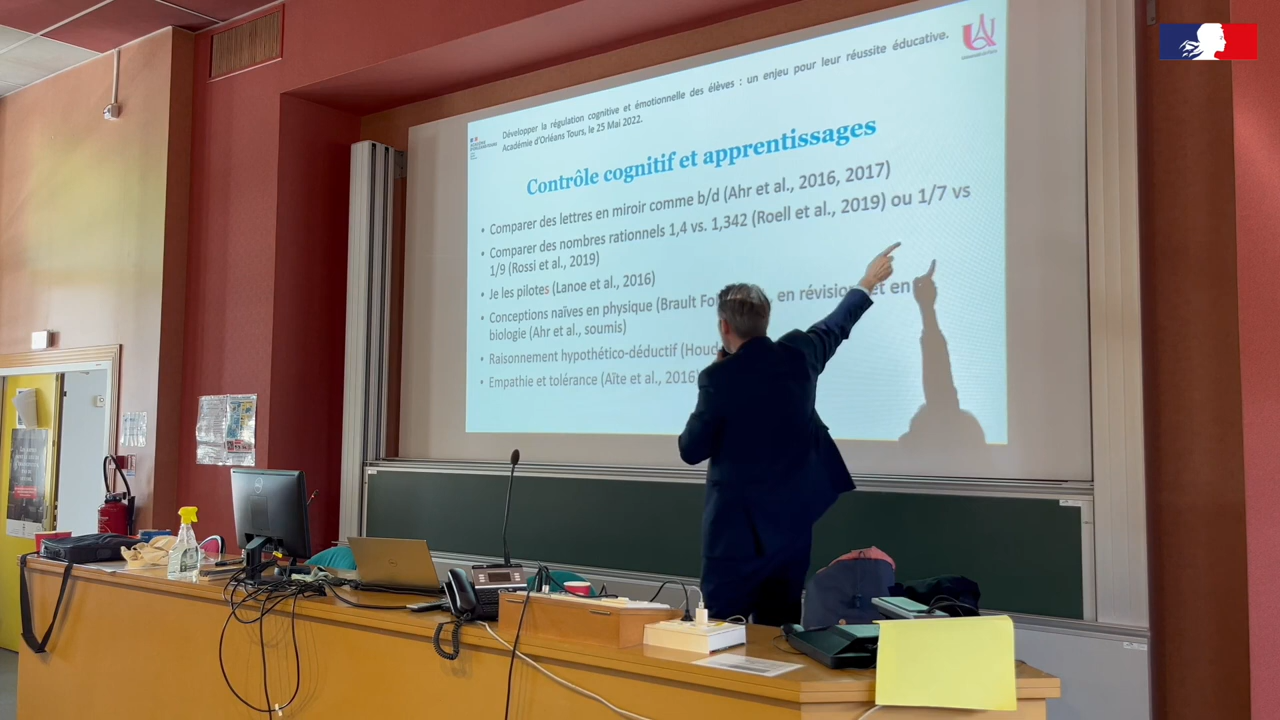 Développer la régulation cognitive et émotionnelle des élèves : un enjeu pour leur réussite éducative.
Académie d'Orléans Tours, le 25 Mai 2022.
Contrôle cognitif et apprentissages
• Comparer des lettres en miroir comme b/d (Ahr et al., 2016, 2017)
• Comparer des nombres rationnels 1,4 vs. 1,342 (Roell et al., 2019) ou 1/7 vs
1/9 (Rossi et al., 2019)
• Je les pilotes (Lanoe et al., 2016)
• Conceptions naïves en physique (Brault Fo , en révision et en
biologie (Ahr et al., soumis)
• Raisonnement hypothético-déductif (Houd
• Empathie et tolérance (Aïte et al., 2016)